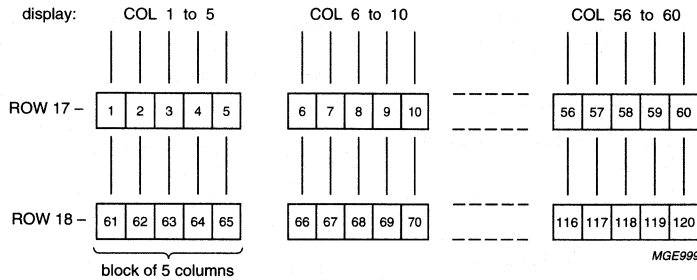 display: COL 1 to 5 COL 6 to 10 COL 56 to 60
ROW 17 – 1 2 3 4 5 6 7 8 9 10 56 57 58 59 60
ROW 18 – 61 62 63 64 65 66 67 68 69 70 116 117 118 119 120
MGE999
block of 5 columns